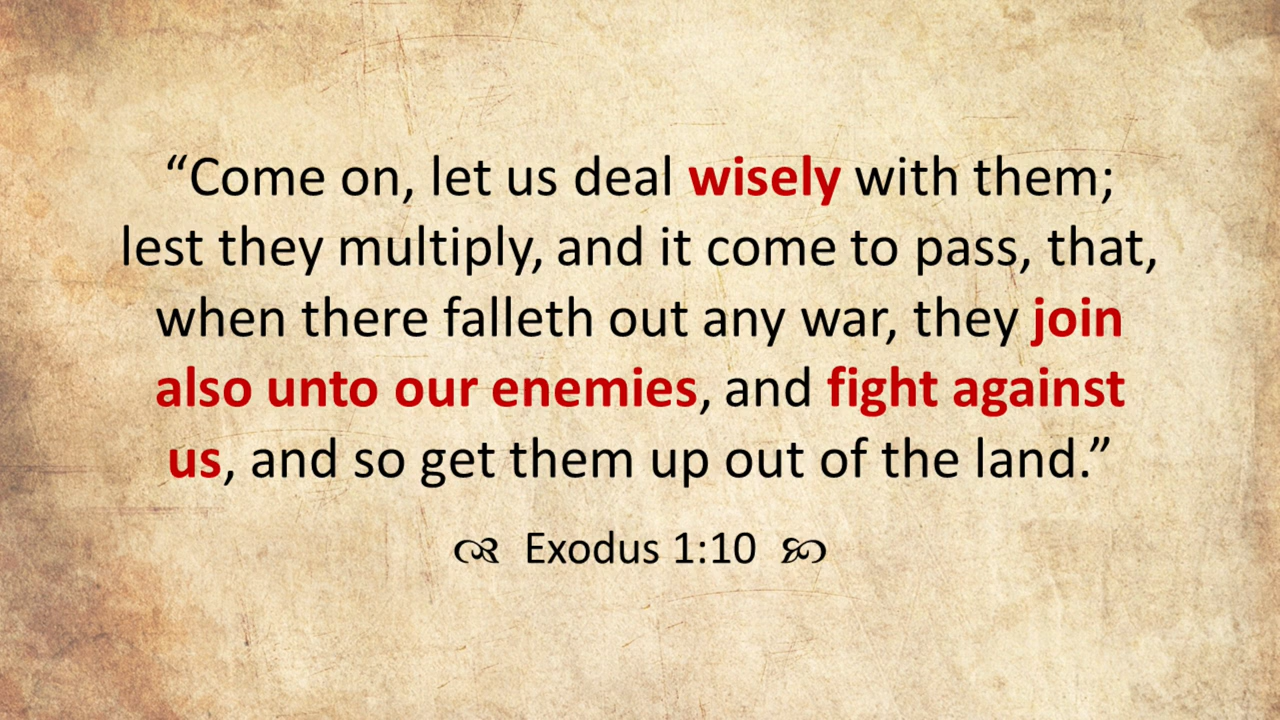 “Come on, let us deal wisely with them;
lest they multiply, and it come to pass, that,
when there falleth out any war, they join
also unto our enemies, and fight against
us, and so get them up out of the land.”
Exodus 1:10